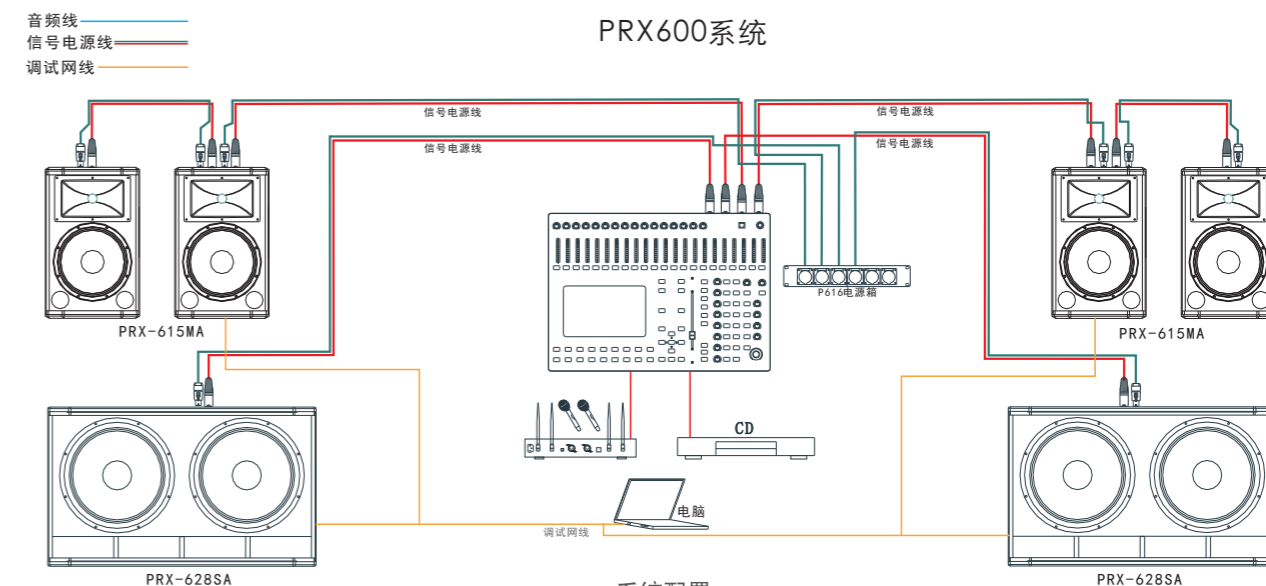 PRX600系统
音频线
信号电源线
调试网线
信号电源线
信号电源线
信号电源线
信号电源线
P616电源箱
PRX-615MA
PRX-615MA
CD
电脑
调试网线
PRX-628SA
PRX-628SA